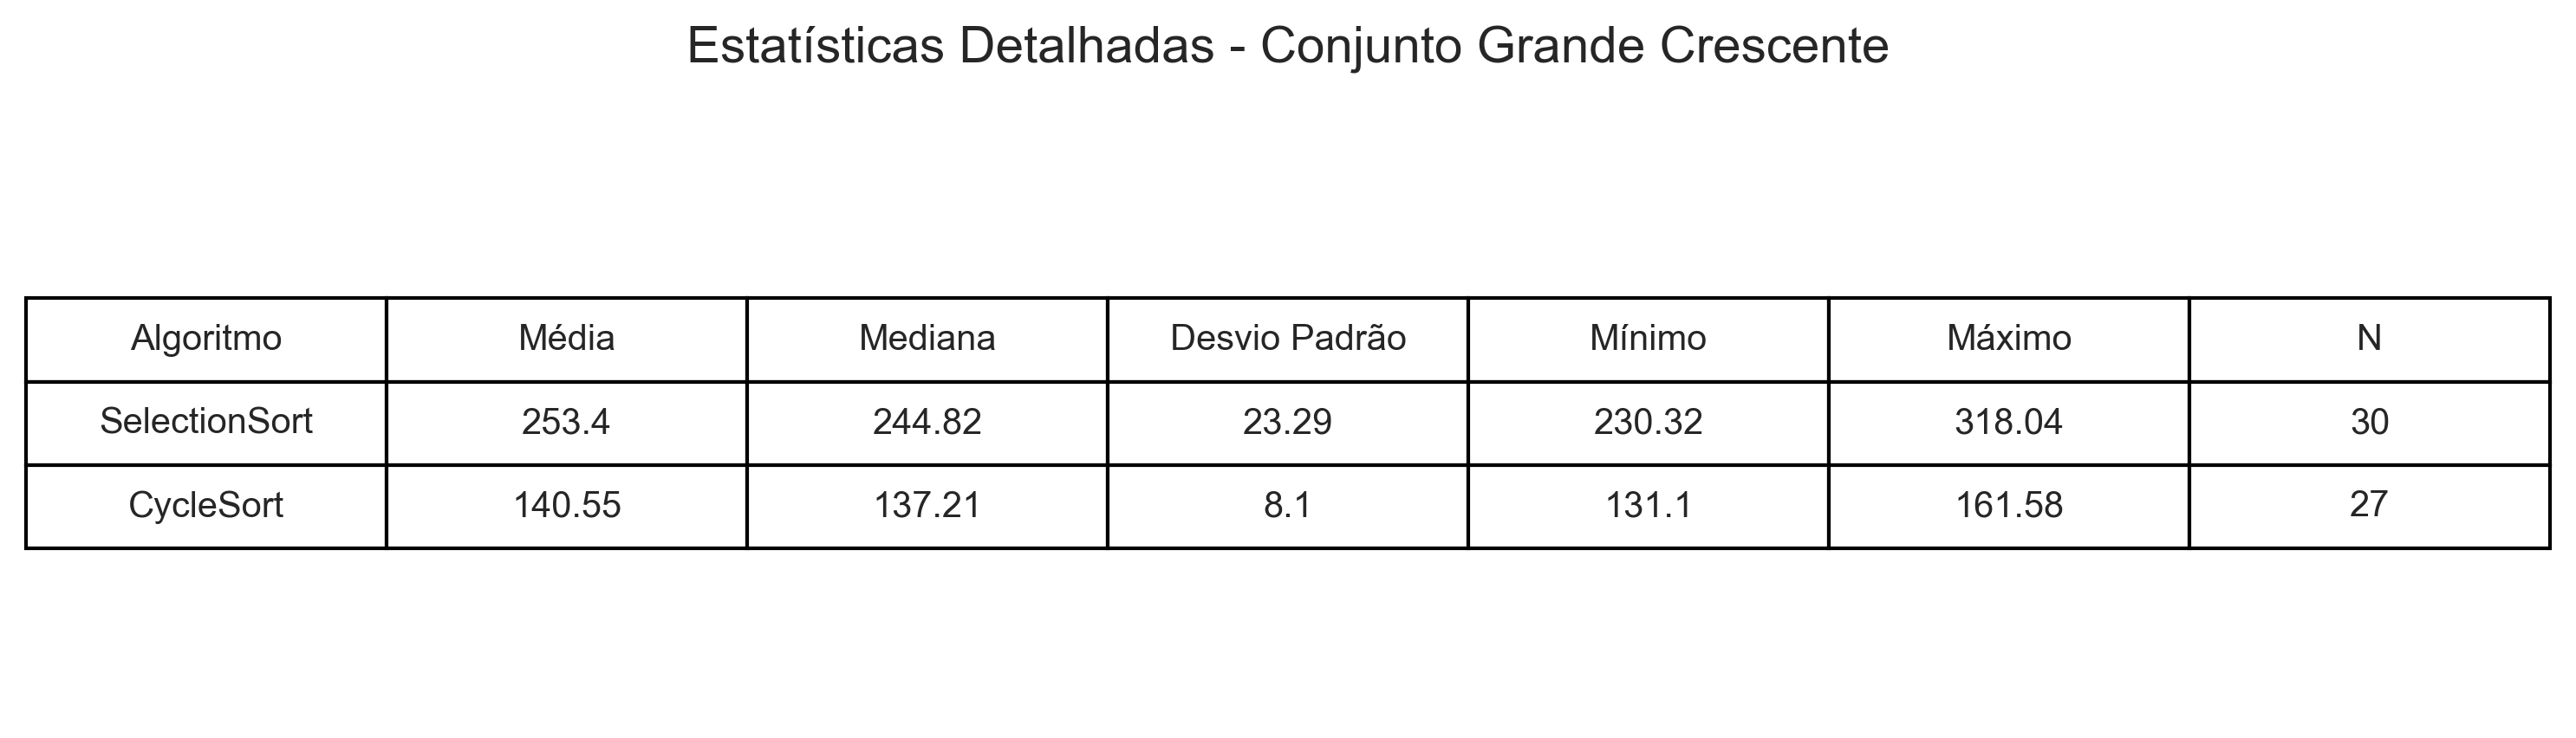 Estatísticas Detalhadas - Conjunto Grande Crescente
Algoritmo Média Mediana Desvio Padrão Mínimo Máximo N
SelectionSort 253.4 244.82 23.29 230.32 318.04 30
CycleSort 140.55 137.21 8.1 131.1 161.58 27